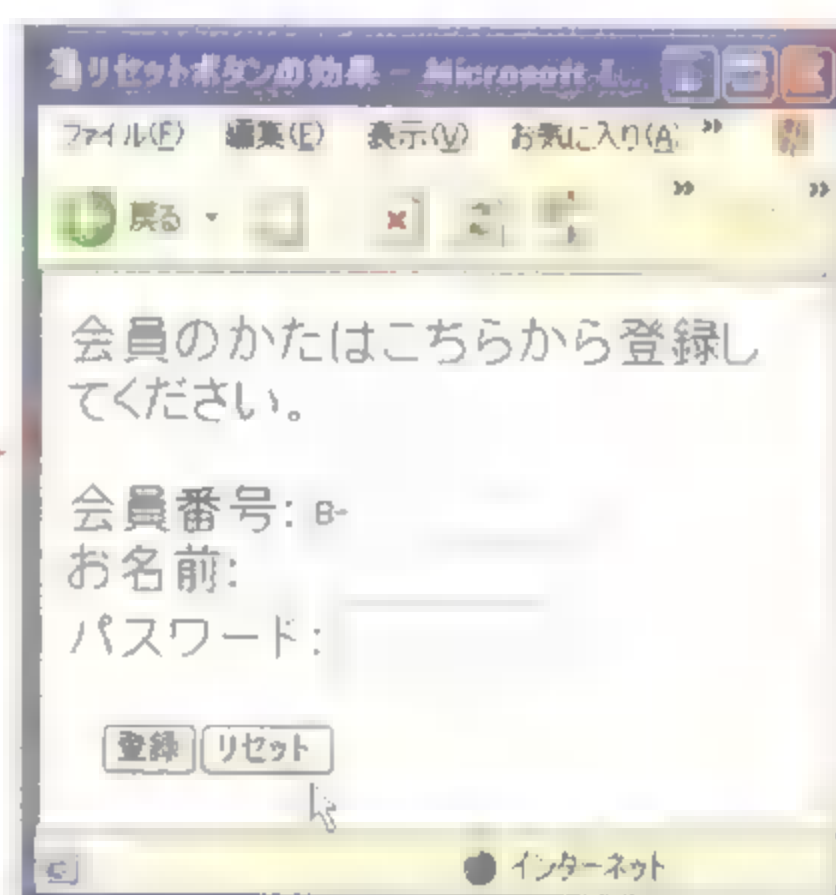 リセットボタンの効果 - Microsoft I...
ファイル(F) 編集(E) 表示(V) お気に入り(A) »
戻る » »
会員のかたはこちらから登録し
てください。
会員番号: B-
お名前:
パスワード:
登録 リセット
インターネット